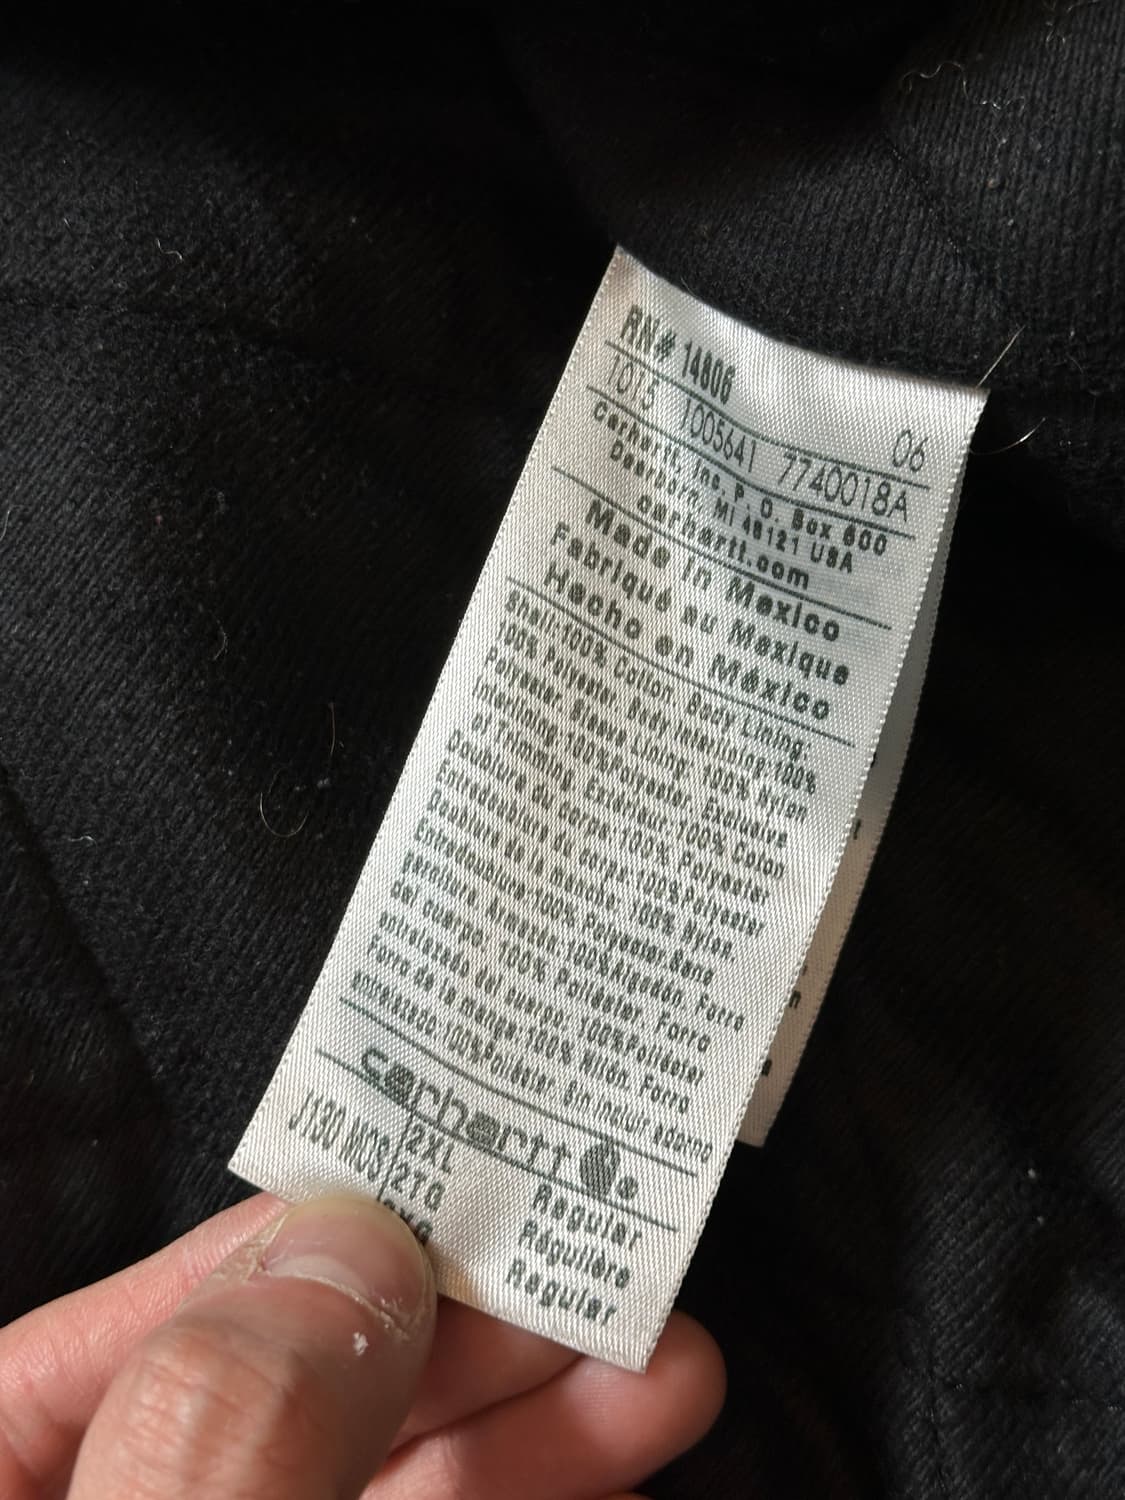 RN# 14806
06
1015 1005641 7740018A
Carhartt, Inc. P.O. Box 600
Dearborn, MI 48121 USA
carhartt.com
Made in Mexico
Fabriqué au Mexique
Hecho en México
Shell:100% Cotton. Body Lining:
100% Polyester. Body Interlining:100%
Polyester. Sleeve Lining: 100% Nylon
Interlining:100%Polyester. Exclusive
of Trimming. Extérieur:100% Coton
Doublure du corps:100% Polyester
Entredoublure du corp:100%Polyester
Doublure de la manche: 100% Nylon.
Entredoublure:100% Polyester.Sans
garniture. Armazón:100%Algodón. Forro
del cuerpo: 100% Poliéster. Forro
entretesan del cuerpo: 100%Poliéster
Forro de la manga:100% Nilón. Forro
entretesno:100%Poliéster. Sin incluir adorno
carhartt
J130 MOS 2XL Regular
2TG Régulière
Regular